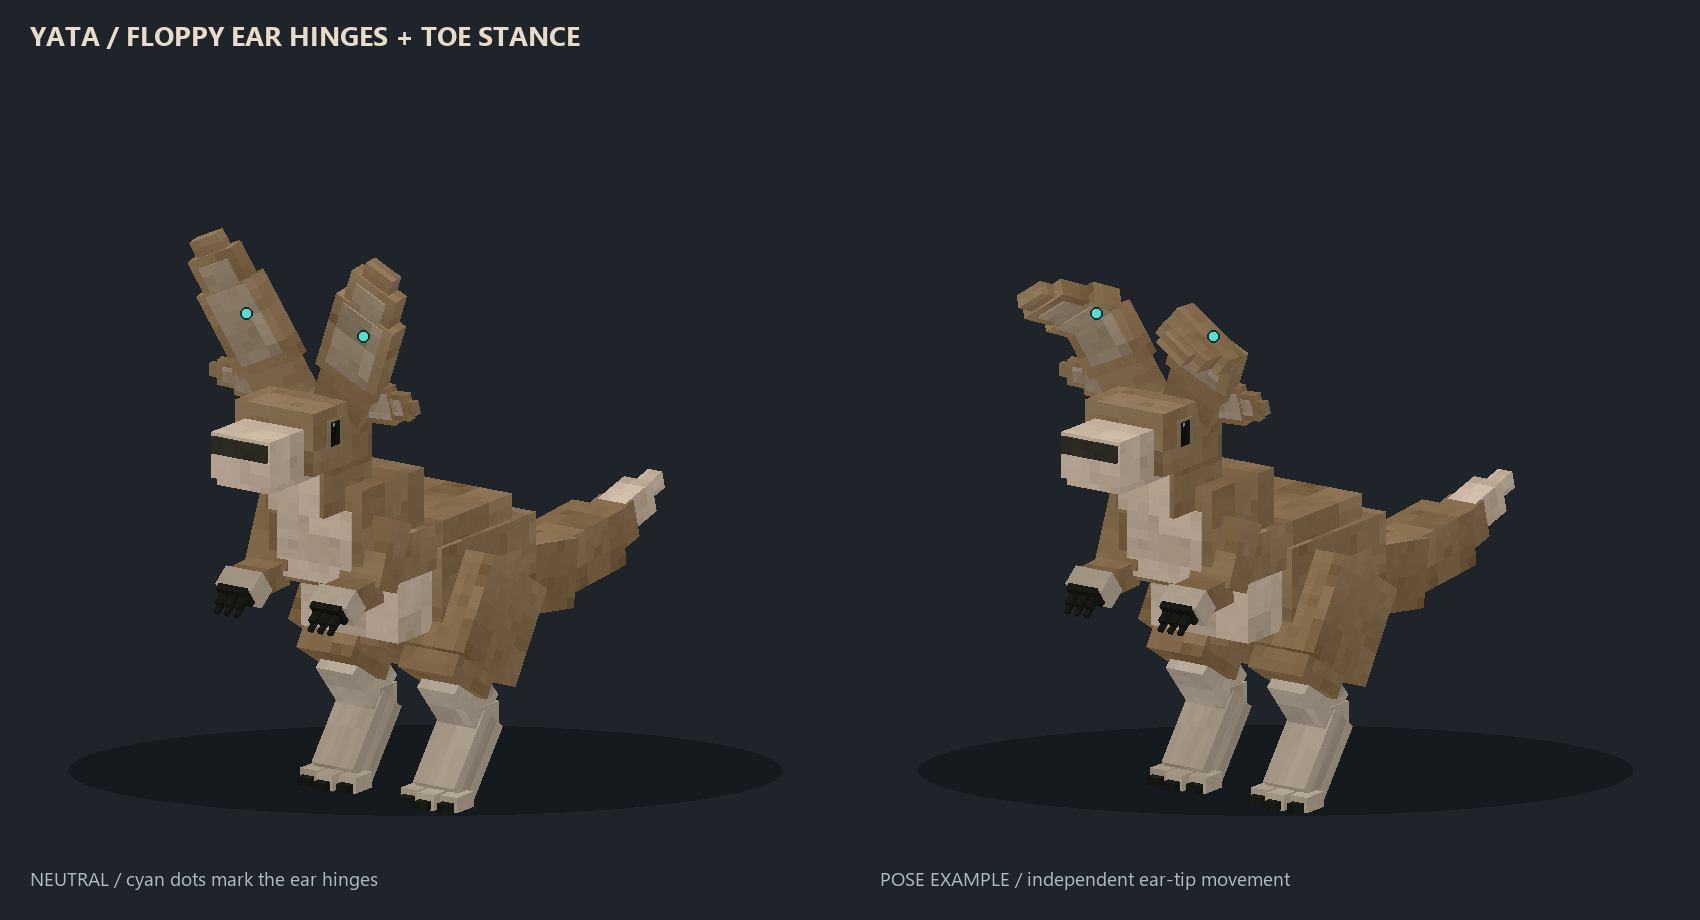 YATA / FLOPPY EAR HINGES + TOE STANCE
NEUTRAL / cyan dots mark the ear hinges
POSE EXAMPLE / independent ear-tip movement